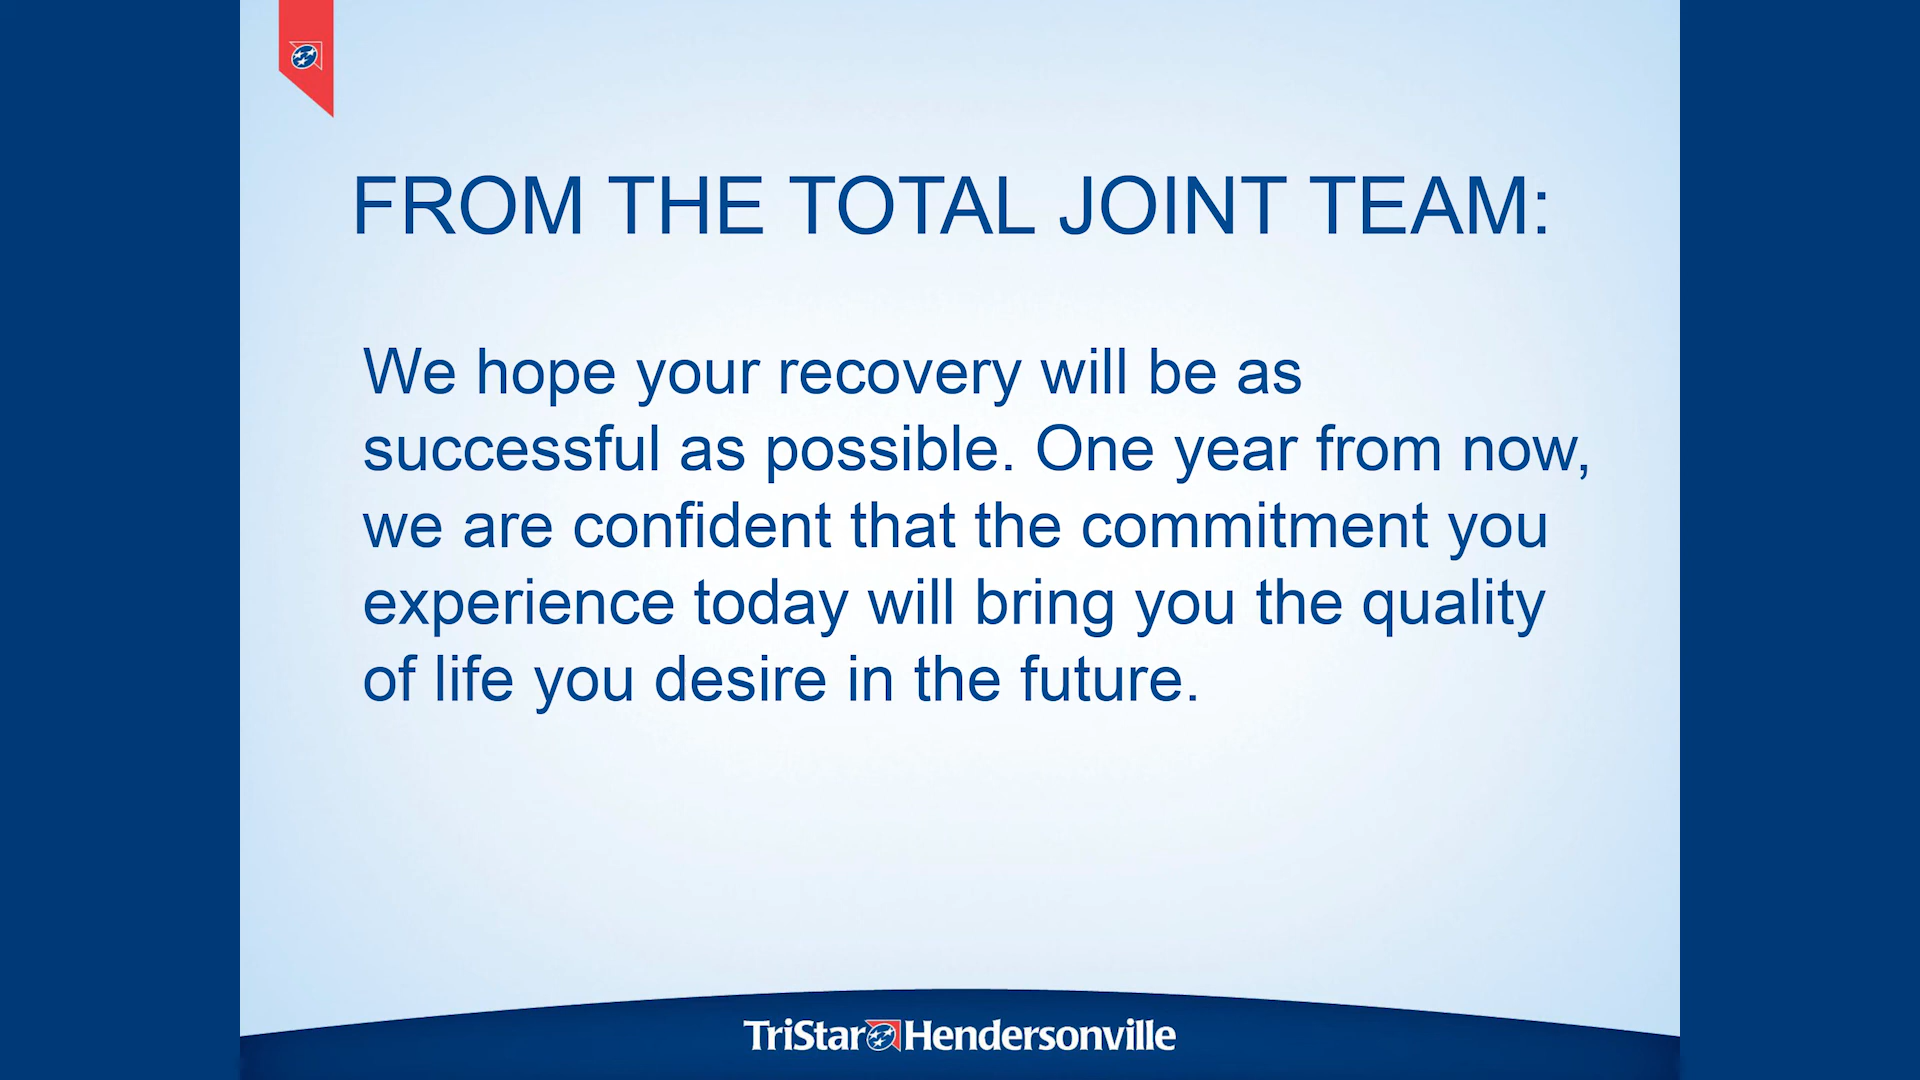 FROM THE TOTAL JOINT TEAM:
We hope your recovery will be as
successful as possible. One year from now,
we are confident that the commitment you
experience today will bring you the quality
of life you desire in the future.
TriStar Hendersonville